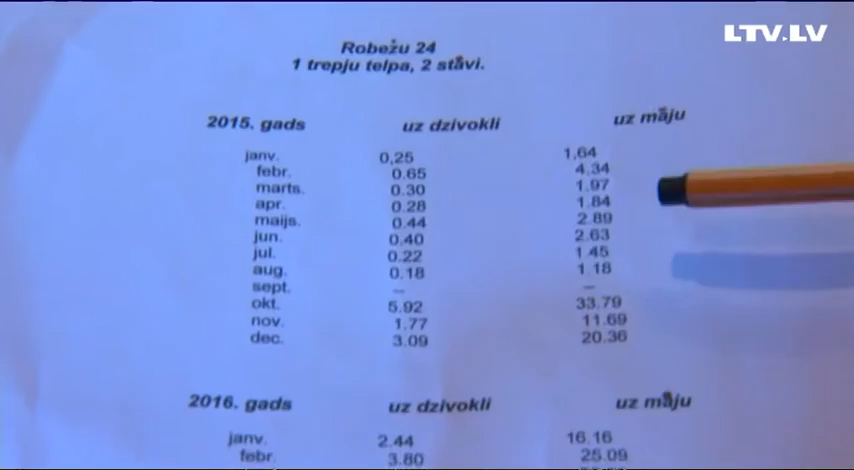 LTV.LV
Robežu 24
1 trepju telpa, 2 stāvi.
2015. gads uz dzivokli uz māju
janv. 0,25 1,64
febr. 0.65 4.34
marts. 0.30 1.97
apr. 0.28 1.84
maijs. 0.44 2.89
jun. 0.40 2.63
jul. 0.22 1.45
aug. 0.18 1.18
sept. – –
okt. 5.92 33.79
nov. 1.77 11.69
dec. 3.09 20.36
2016. gads uz dzivokli uz māju
janv. 2.44 16.16
febr. 3.80 25.09